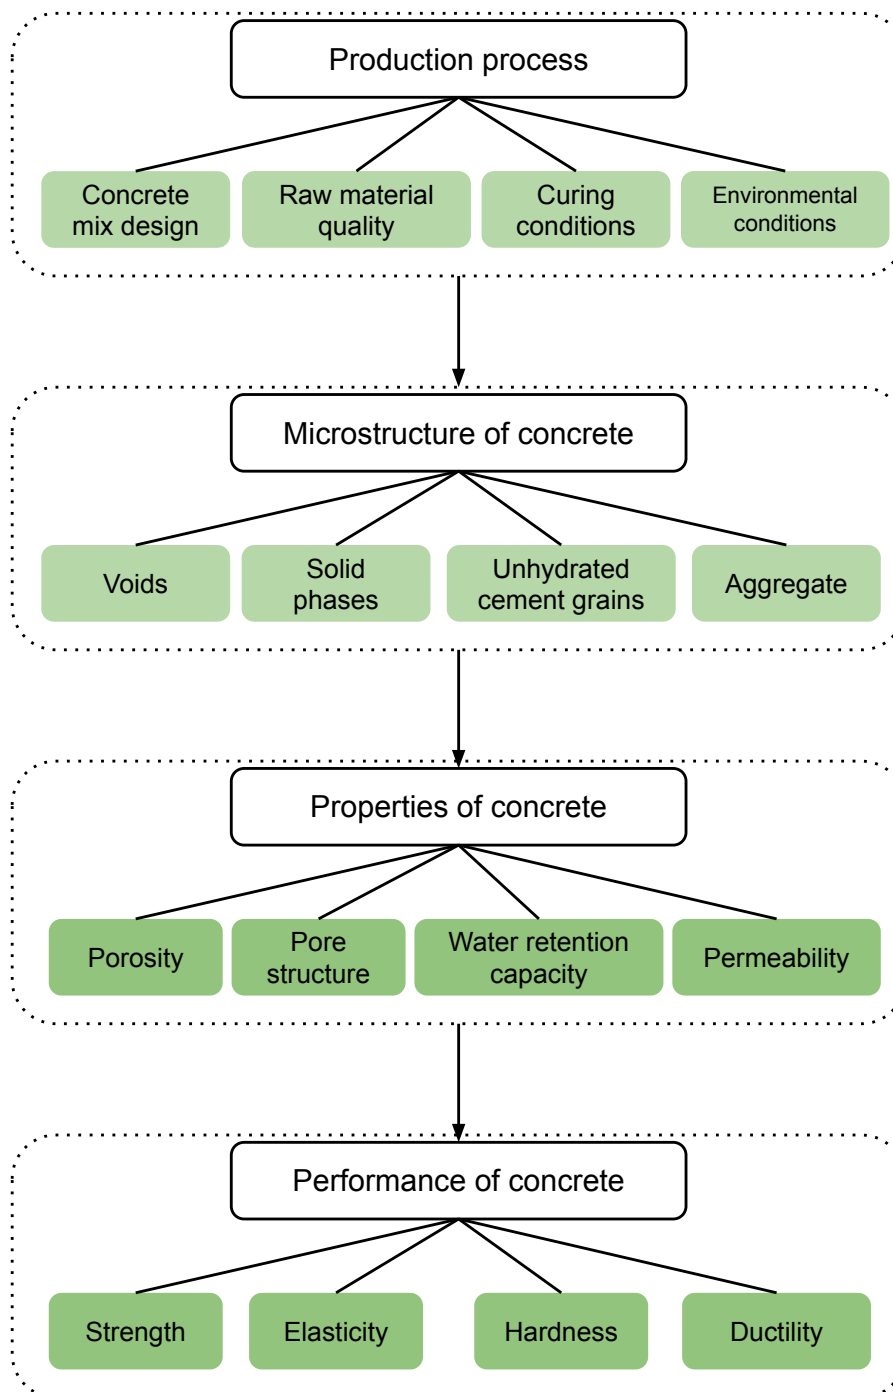 Production process
Concrete
mix design
Raw material
quality
Curing
conditions
Environmental
conditions
Microstructure of concrete
Voids
Solid
phases
Unhydrated
cement grains
Aggregate
Properties of concrete
Porosity
Pore
structure
Water retention
capacity
Permeability
Performance of concrete
Strength
Elasticity
Hardness
Ductility